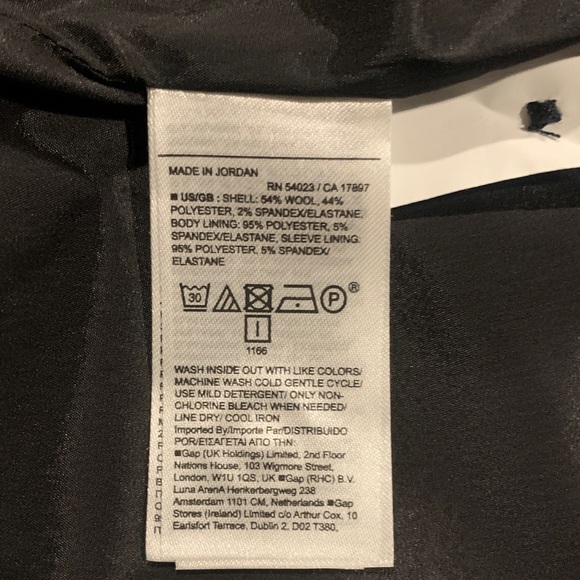 MADE IN JORDAN
RN 54023 / CA 17897
■ US/GB : SHELL: 54% WOOL, 44%
POLYESTER, 2% SPANDEX/ELASTANE,
BODY LINING: 95% POLYESTER, 5%
SPANDEX/ELASTANE, SLEEVE LINING:
95% POLYESTER, 5% SPANDEX/
ELASTANE
30 P ®
1166
WASH INSIDE OUT WITH LIKE COLORS/
MACHINE WASH COLD GENTLE CYCLE/
USE MILD DETERGENT/ ONLY NON-
CHLORINE BLEACH WHEN NEEDED/
LINE DRY/ COOL IRON
Imported By/Importe Par/DISTRIBUIDO
POR/ΕΙΣΑΓΕΤΑΙ ΑΠΟ ΤΗΝ:
■Gap (UK Holdings) Limited, 2nd Floor
Nations House, 103 Wigmore Street,
London, W1U 1QS, UK ■Gap (RHC) B.V.
Luna ArenA Herikerbergweg 238
Amsterdam 1101 CM, Netherlands ■Gap
Stores (Ireland) Limited c/o Arthur Cox, 10
Earlsfort Terrace, Dublin 2, D02 T380,